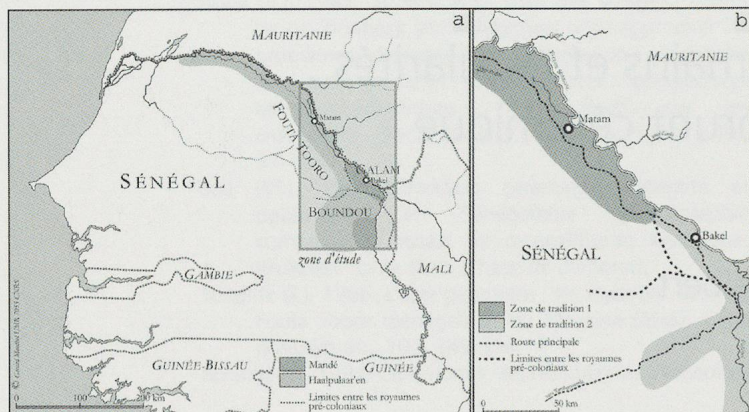 a
MAURITANIE
Matam
FOUTA TOORO
GALAM
Bakel
SÉNÉGAL
BOUNDOU
zone d'étude
MALI
GAMBIE
GUINÉE-BISSAU
GUINÉE
Mandé
Haalpulaar'en
Limites entre les royaumes
pré-coloniaux
0 100 200 km
b
MAURITANIE
Matam
Bakel
SÉNÉGAL
Zone de tradition 1
Zone de tradition 2
Route principale
Limites entre les royaumes
pré-coloniaux
0 50 km